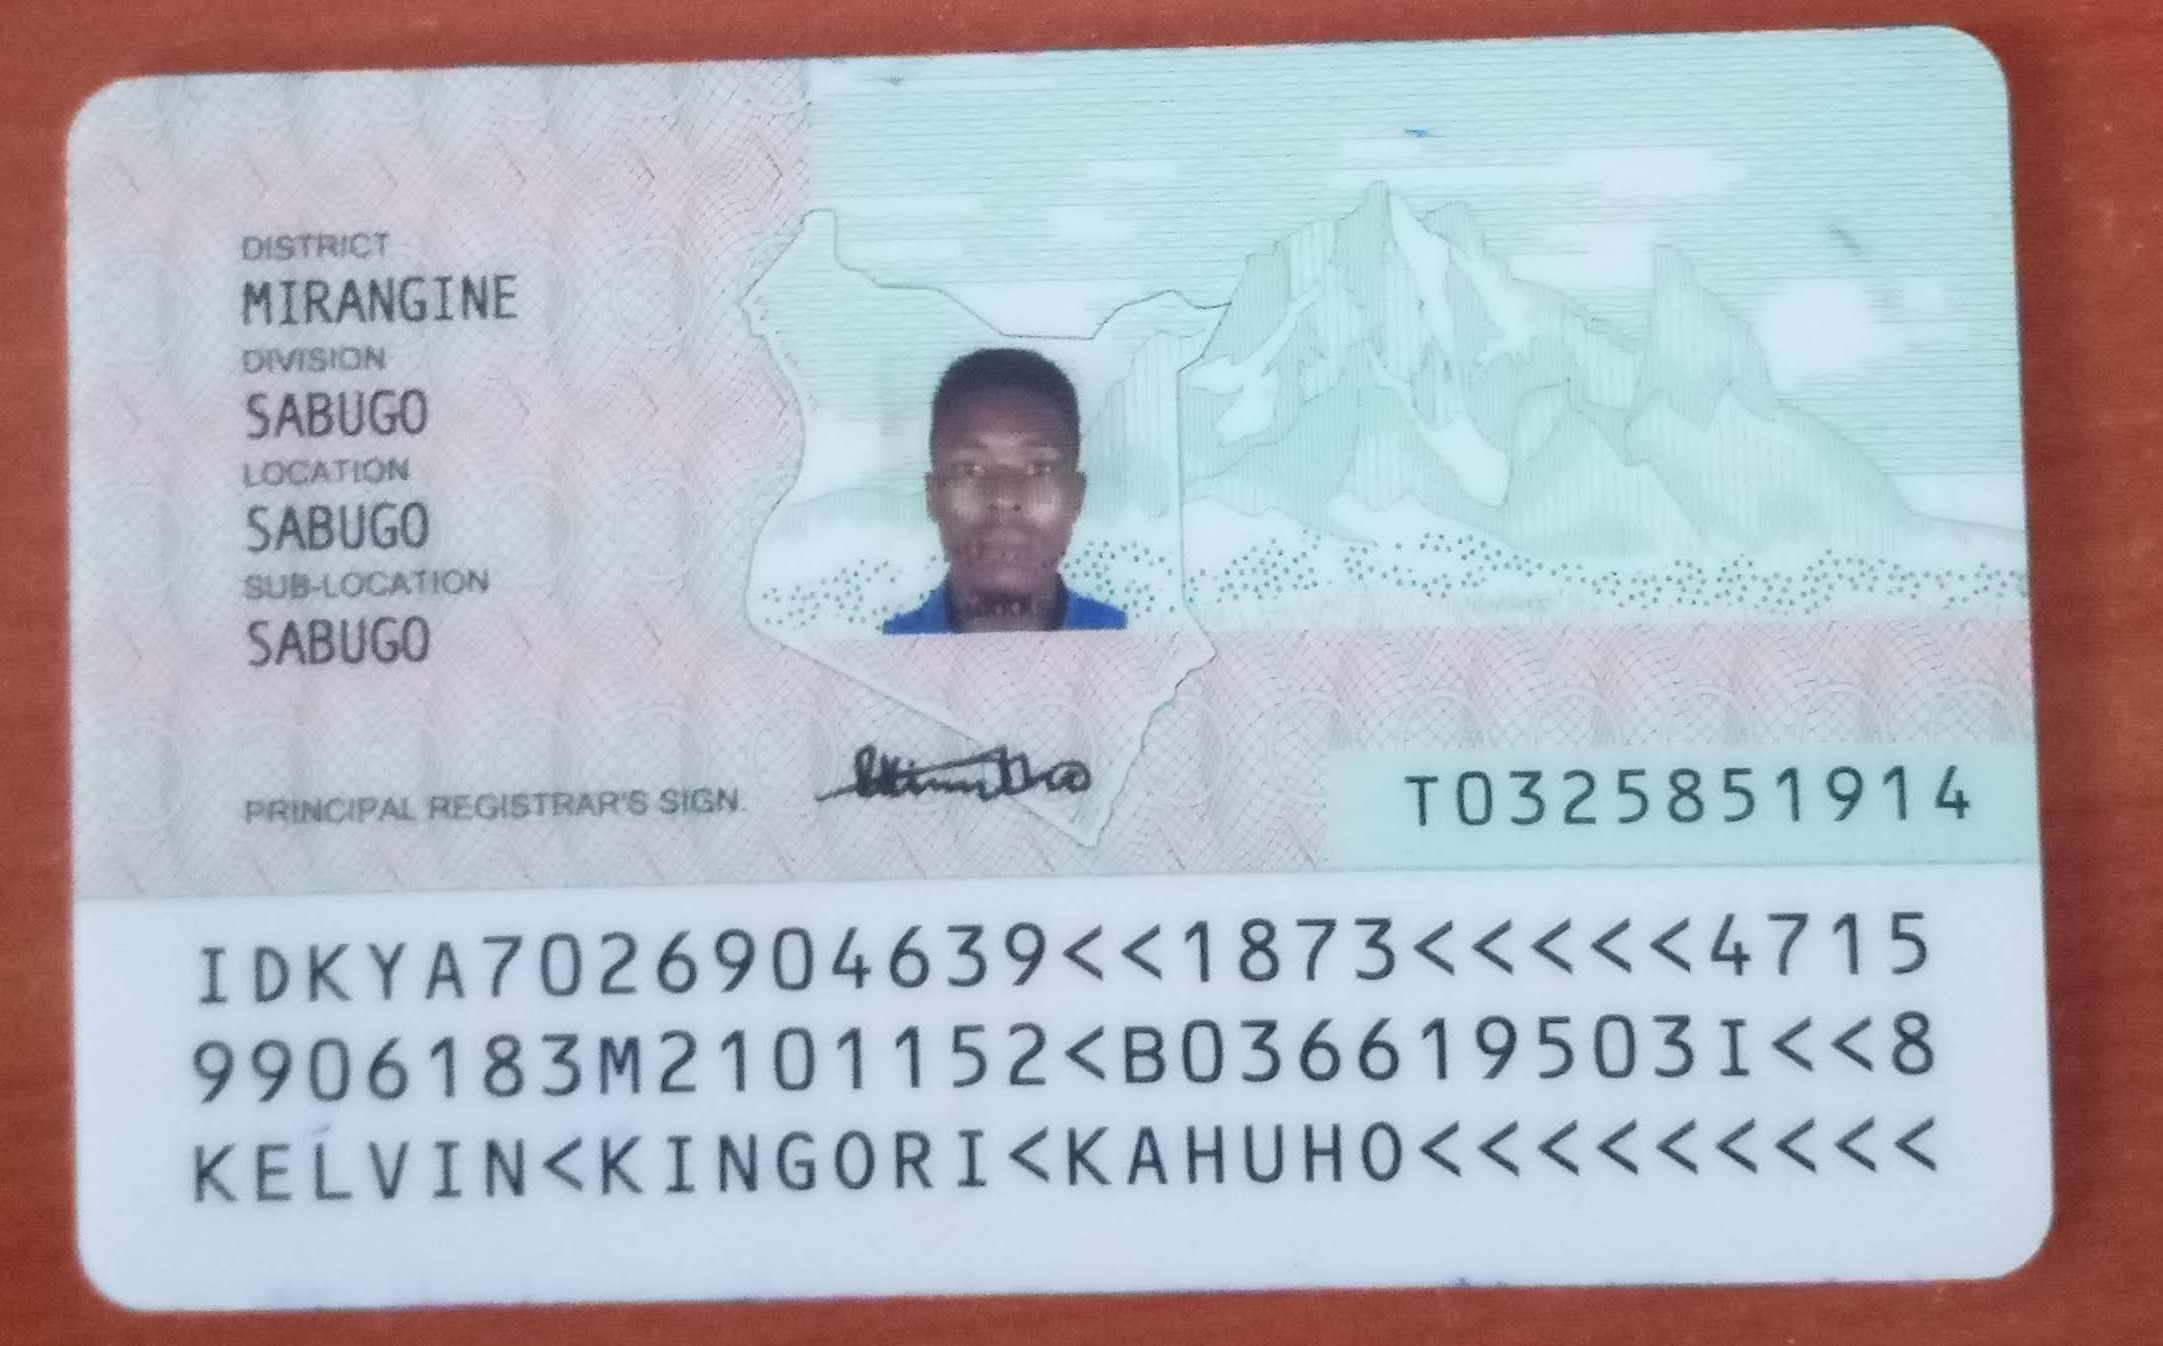 DISTRICT
MIRANGINE
DIVISION
SABUGO
LOCATION
SABUGO
SUB-LOCATION
SABUGO
PRINCIPAL REGISTRAR'S SIGN.
T0325851914
IDKYA7026904639<<1873<<<<<4715
9906183M2101152<B036619503I<<8
KELVIN<KINGORI<KAHUHO<<<<<<<<<